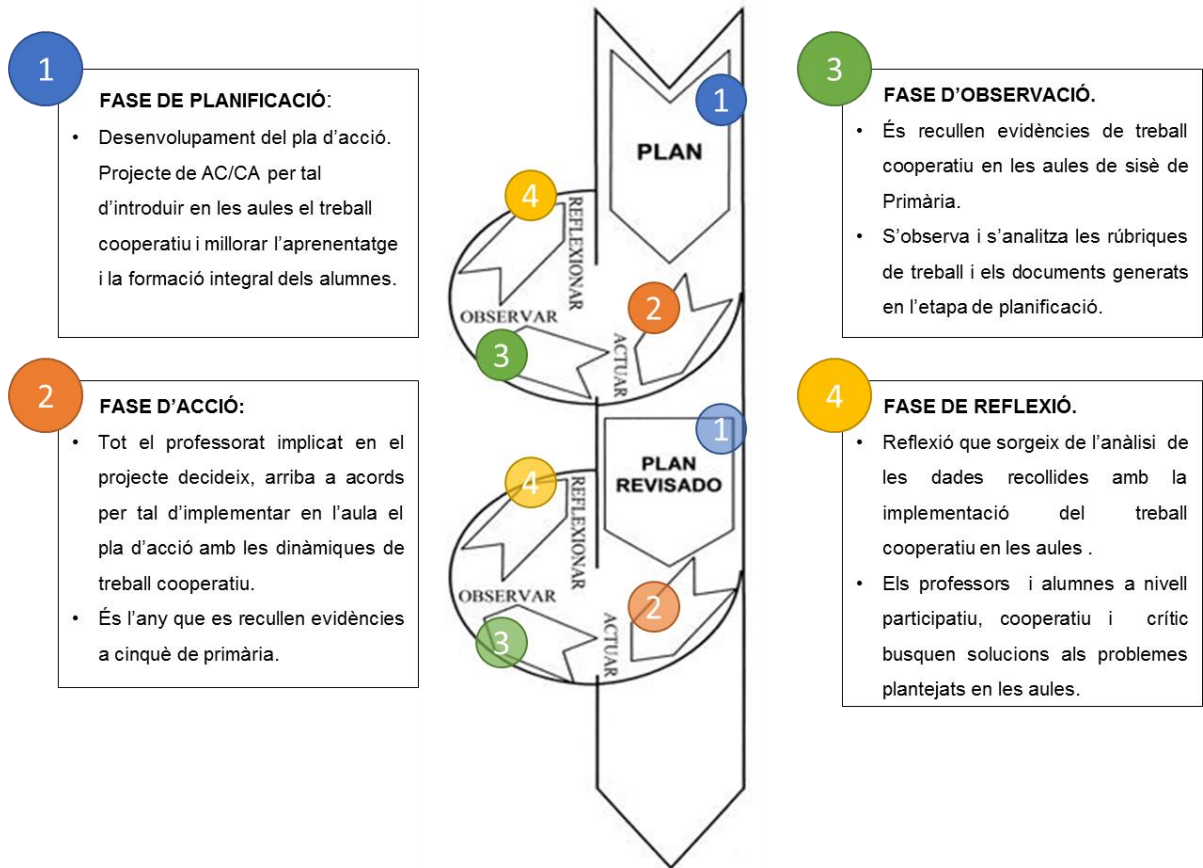 1
FASE DE PLANIFICACIÓ:
• Desenvolupament del pla d’acció.
Projecte de AC/CA per tal
d’introduir en les aules el treball
cooperatiu i millorar l’aprenentatge
i la formació integral dels alumnes.
2
FASE D’ACCIÓ:
• Tot el professorat implicat en el
projecte decideix, arriba a acords
per tal d’implementar en l’aula el
pla d’acció amb les dinàmiques de
treball cooperatiu.
• És l’any que es recullen evidències
a cinquè de primària.
1
PLAN
4
REFLEXIONAR
2
OBSERVAR
3
ACTUAR
1
PLAN
REVISADO
4
REFLEXIONAR
OBSERVAR
2
3
ACTUAR
3
FASE D’OBSERVACIÓ.
• És recullen evidències de treball
cooperatiu en les aules de sisè de
Primària.
• S’observa i s’analitza les rúbriques
de treball i els documents generats
en l’etapa de planificació.
4
FASE DE REFLEXIÓ.
• Reflexió que sorgeix de l’anàlisi de
les dades recollides amb la
implementació del treball
cooperatiu en les aules .
• Els professors i alumnes a nivell
participatiu, cooperatiu i crític
busquen solucions als problemes
plantejats en les aules.